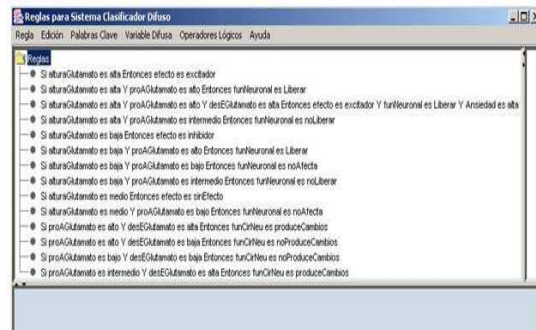 Reglas para Sistema Clasificador Difuso
Regla Edición Palabras Clave Variable Difusa Operadores Lógicos Ayuda
Reglas
Si alturaGlutamato es alta Entonces efecto es excitador
Si alturaGlutamato es alta Y proAGlutamato es alto Entonces funNeuronal es Liberar
Si alturaGlutamato es alta Y proAGlutamato es alto Y desEGlutamato es alta Entonces efecto es excitador Y funNeuronal es Liberar Y Ansiedad es alta
Si alturaGlutamato es alta Y proAGlutamato es intermedio Entonces funNeuronal es noLiberar
Si alturaGlutamato es baja Entonces efecto es inhibidor
Si alturaGlutamato es baja Y proAGlutamato es alto Entonces funNeuronal es Liberar
Si alturaGlutamato es baja Y proAGlutamato es bajo Entonces funNeuronal es noAfecta
Si alturaGlutamato es baja Y proAGlutamato es intermedio Entonces funNeuronal es noLiberar
Si alturaGlutamato es medio Entonces efecto es sinEfecto
Si alturaGlutamato es medio Y proAGlutamato es bajo Entonces funNeuronal es noAfecta
Si proAGlutamato es alto Y desEGlutamato es alta Entonces funCirNeu es produceCambios
Si proAGlutamato es alto Y desEGlutamato es baja Entonces funCirNeu es noProduceCambios
Si proAGlutamato es bajo Y desEGlutamato es baja Entonces funCirNeu es noProduceCambios
Si proAGlutamato es intermedio Y desEGlutamato es alta Entonces funCirNeu es produceCambios